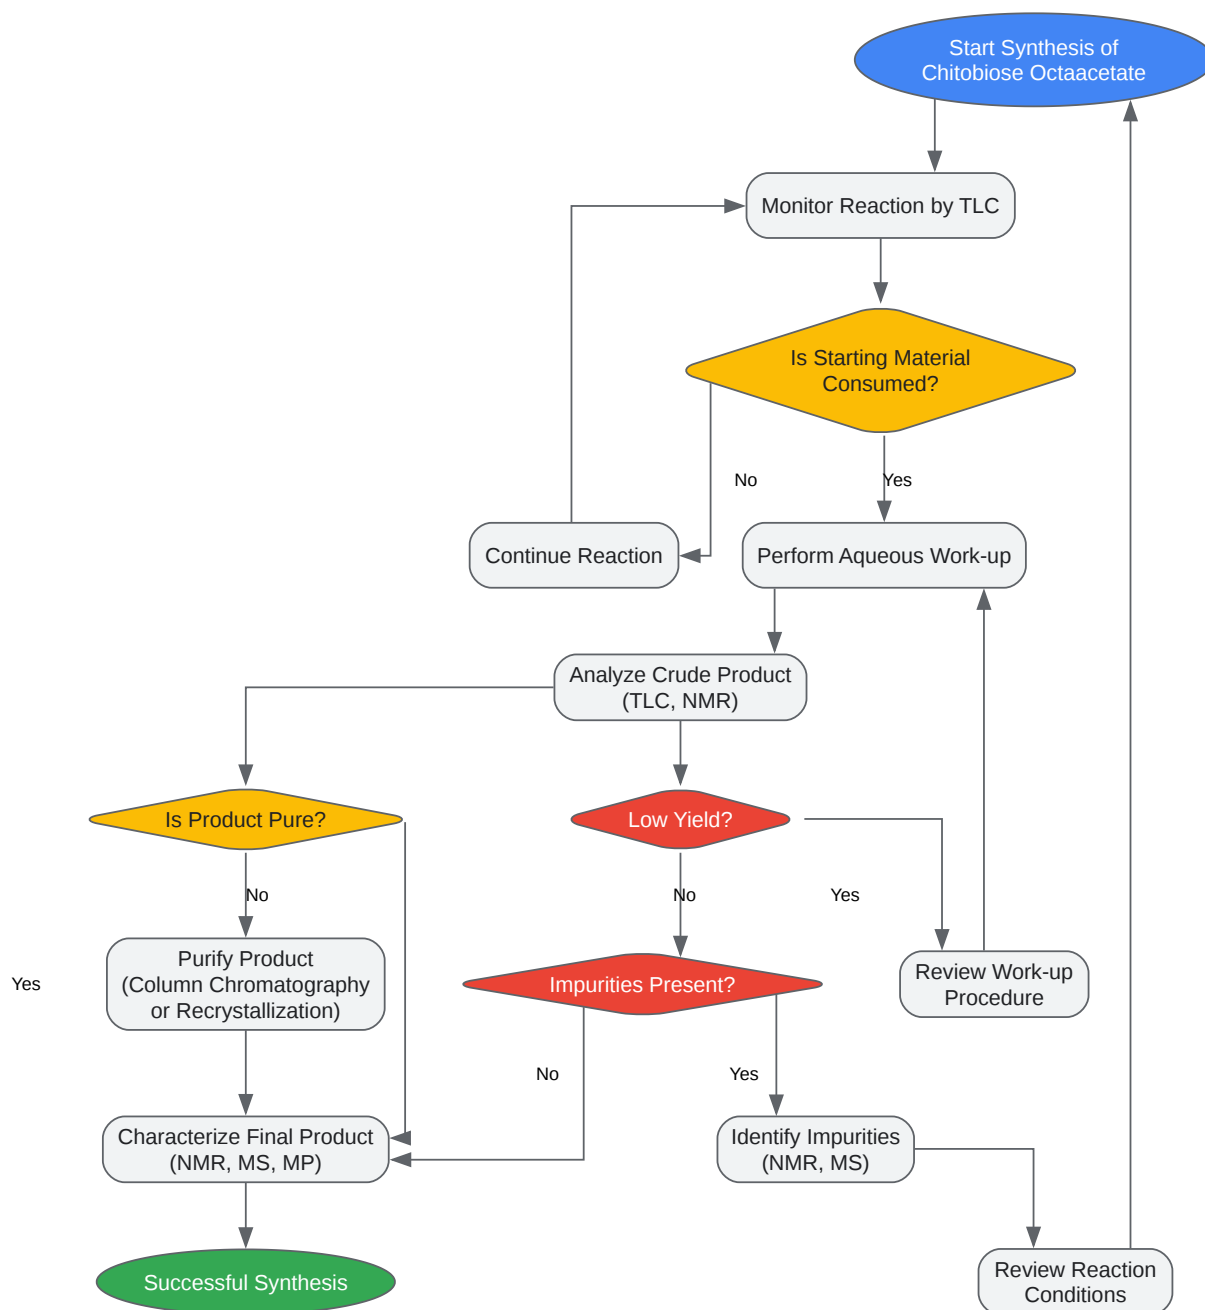 Start Synthesis of
Chitobiose Octaacetate
Monitor Reaction by TLC
Is Starting Material
Consumed?
No
Yes
Continue Reaction
Perform Aqueous Work-up
Analyze Crude Product
(TLC, NMR)
Is Product Pure?
Low Yield?
No
No
Yes
Purify Product
(Column Chromatography
or Recrystallization)
Yes
Impurities Present?
Review Work-up
Procedure
No
Yes
Characterize Final Product
(NMR, MS, MP)
Identify Impurities
(NMR, MS)
Successful Synthesis
Review Reaction
Conditions